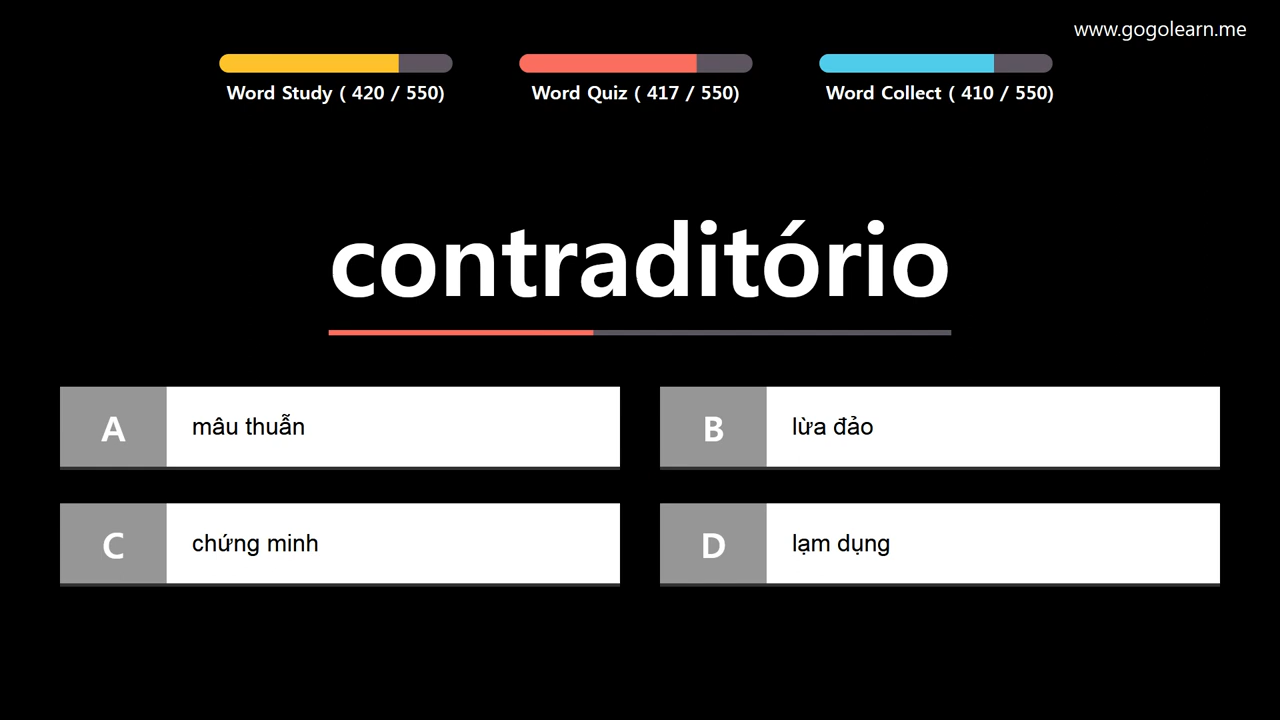 www.gogolearn.me
Word Study ( 420 / 550)
Word Quiz ( 417 / 550)
Word Collect ( 410 / 550)
contraditório
A mâu thuẫn
B lừa đảo
C chứng minh
D lạm dụng